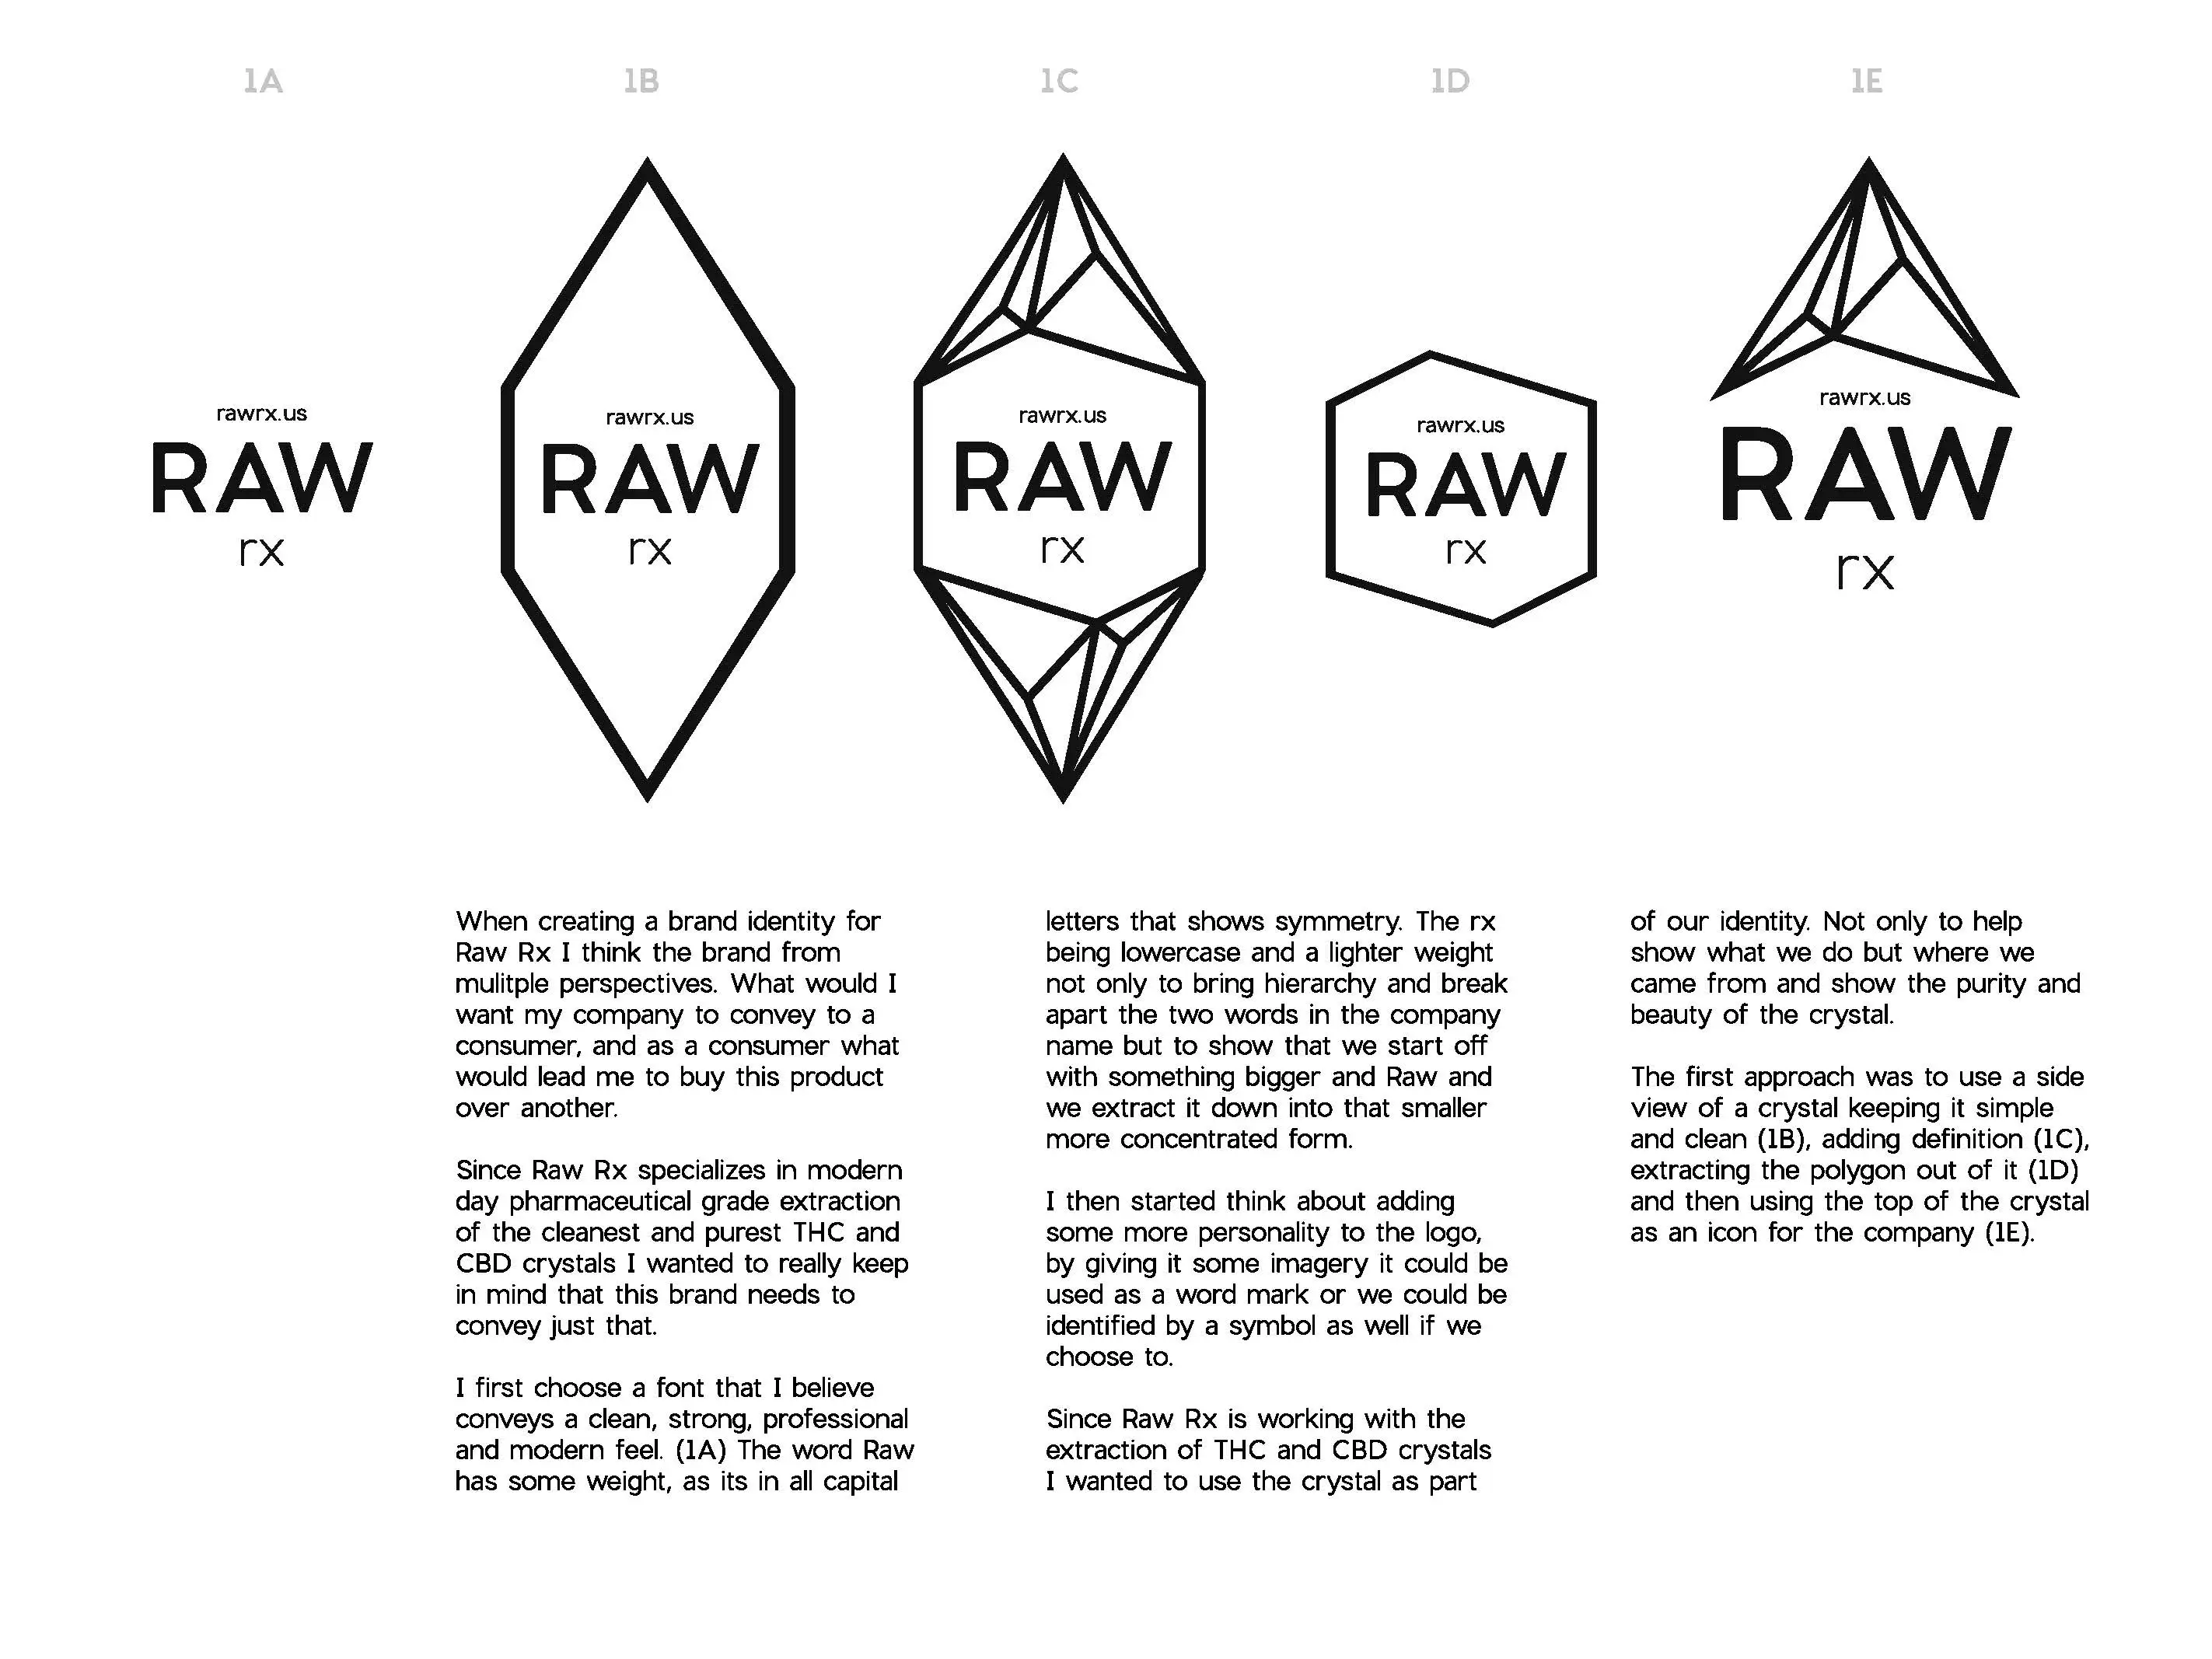 1A
1B
1C
1D
1E
rawrx.us
RAW
rx
rawrx.us
RAW
rx
rawrx.us
RAW
rx
rawrx.us
RAW
rx
rawrx.us
RAW
rx
When creating a brand identity for
Raw Rx I think the brand from
mulitple perspectives. What would I
want my company to convey to a
consumer, and as a consumer what
would lead me to buy this product
over another.
Since Raw Rx specializes in modern
day pharmaceutical grade extraction
of the cleanest and purest THC and
CBD crystals I wanted to really keep
in mind that this brand needs to
convey just that.
I first choose a font that I believe
conveys a clean, strong, professional
and modern feel. (1A) The word Raw
has some weight, as its in all capital
letters that shows symmetry. The rx
being lowercase and a lighter weight
not only to bring hierarchy and break
apart the two words in the company
name but to show that we start off
with something bigger and Raw and
we extract it down into that smaller
more concentrated form.
I then started think about adding
some more personality to the logo,
by giving it some imagery it could be
used as a word mark or we could be
identified by a symbol as well if we
choose to.
Since Raw Rx is working with the
extraction of THC and CBD crystals
I wanted to use the crystal as part
of our identity. Not only to help
show what we do but where we
came from and show the purity and
beauty of the crystal.
The first approach was to use a side
view of a crystal keeping it simple
and clean (1B), adding definition (1C),
extracting the polygon out of it (1D)
and then using the top of the crystal
as an icon for the company (1E).